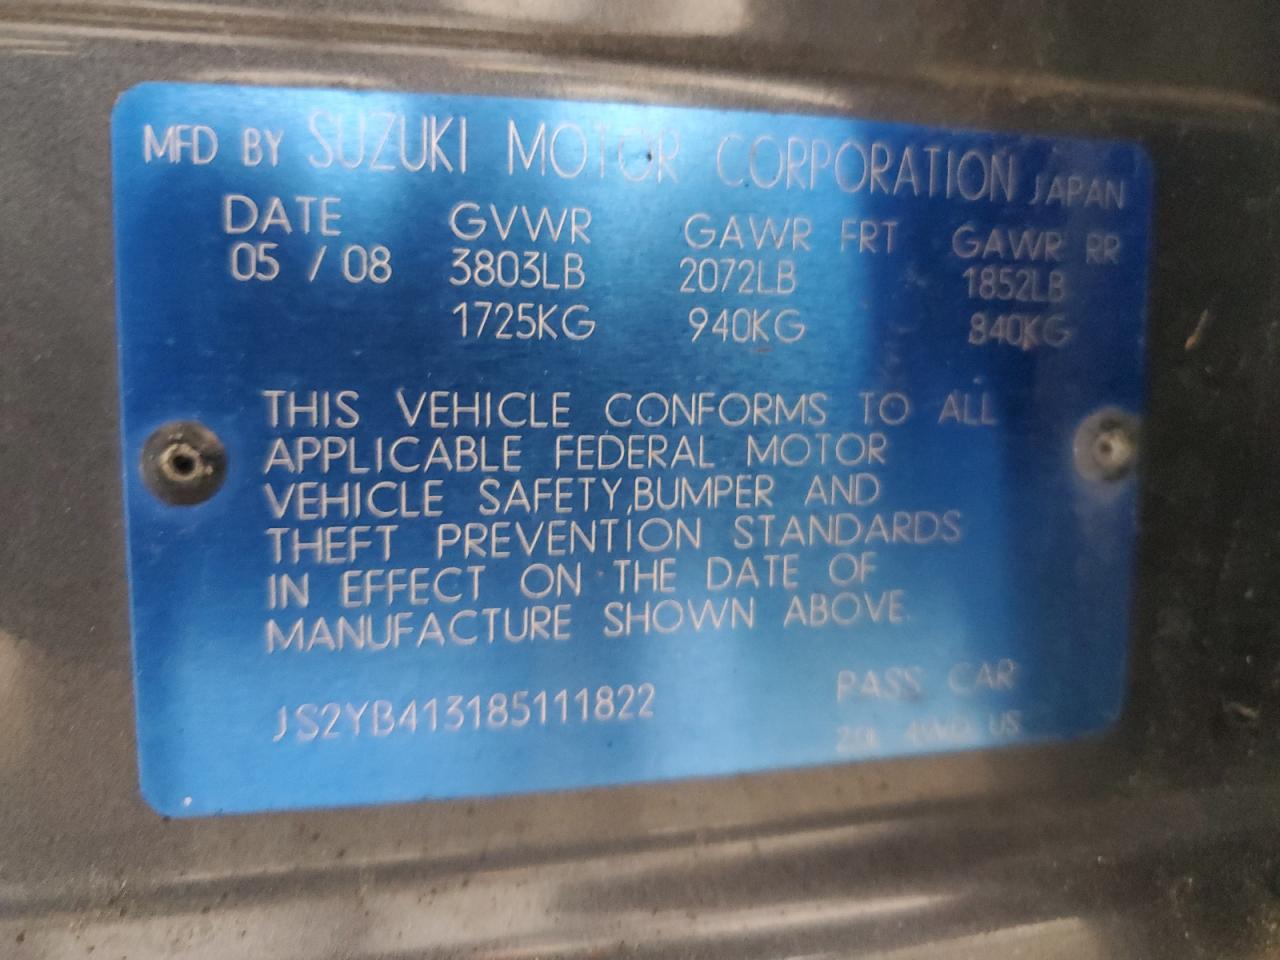 MFD BY SUZUKI MOTOR CORPORATION JAPAN
DATE GVWR GAWR FRT GAWR RR
05 / 08 3803LB 2072LB 1852LB
1725KG 940KG 840KG
THIS VEHICLE CONFORMS TO ALL
APPLICABLE FEDERAL MOTOR
VEHICLE SAFETY,BUMPER AND
THEFT PREVENTION STANDARDS
IN EFFECT ON THE DATE OF
MANUFACTURE SHOWN ABOVE.
JS2YB413185111822 PASS CAR
4WD US